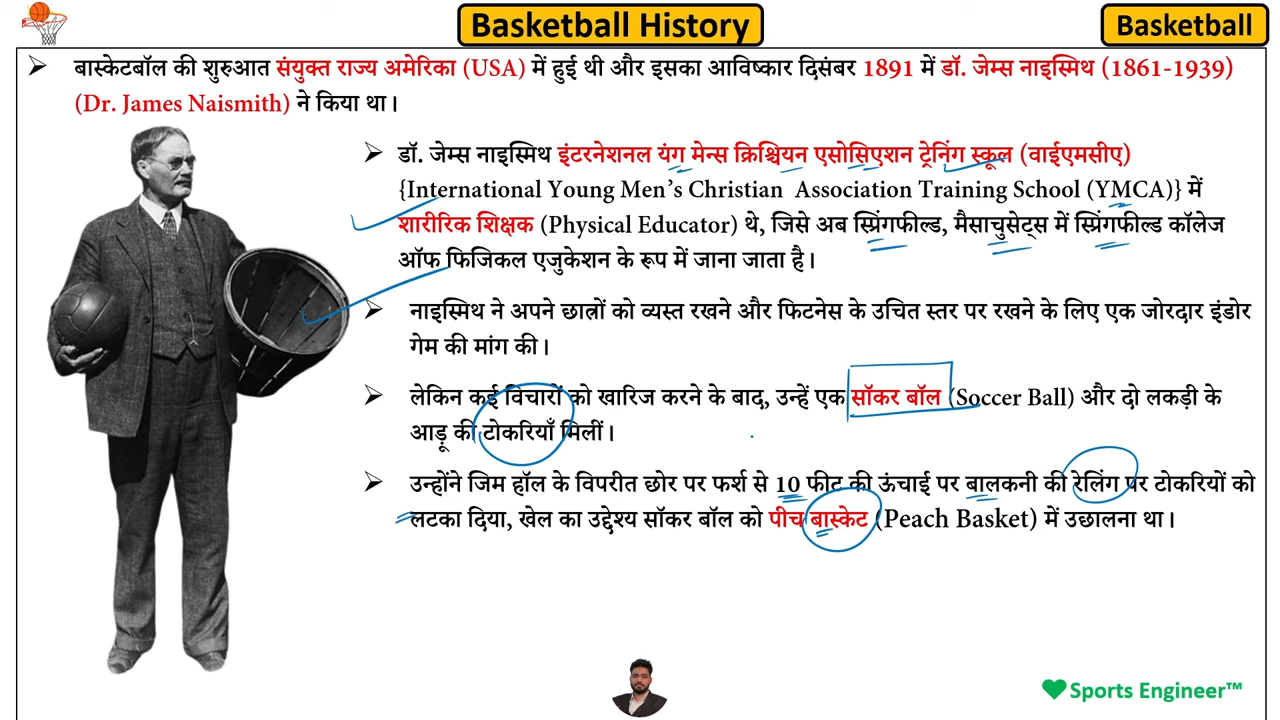 Basketball History
Basketball
बास्केटबॉल की शुरुआत संयुक्त राज्य अमेरिका (USA) में हुई थी और इसका आविष्कार दिसंबर 1891 में डॉ. जेम्स नाइस्मिथ (1861-1939)
(Dr. James Naismith) ने किया था।
डॉ. जेम्स नाइस्मिथ इंटरनेशनल यंग मेन्स क्रिश्चियन एसोसिएशन ट्रेनिंग स्कूल (वाईएमसीए)
{International Young Men's Christian Association Training School (YMCA)} में
शारीरिक शिक्षक (Physical Educator) थे, जिसे अब स्प्रिंगफील्ड, मैसाचुसेट्स में स्प्रिंगफील्ड कॉलेज
ऑफ फिजिकल एजुकेशन के रूप में जाना जाता है।
नाइस्मिथ ने अपने छात्रों को व्यस्त रखने और फिटनेस के उचित स्तर पर रखने के लिए एक जोरदार इंडोर
गेम की मांग की।
लेकिन कई विचारों को खारिज करने के बाद, उन्हें एक सॉकर बॉल (Soccer Ball) और दो लकड़ी के
आड़ू की टोकरियाँ मिलीं।
उन्होंने जिम हॉल के विपरीत छोर पर फर्श से 10 फीट की ऊंचाई पर बालकनी की रेलिंग पर टोकरियों को
लटका दिया, खेल का उद्देश्य सॉकर बॉल को पीच बास्केट (Peach Basket) में उछालना था।
Sports Engineer™